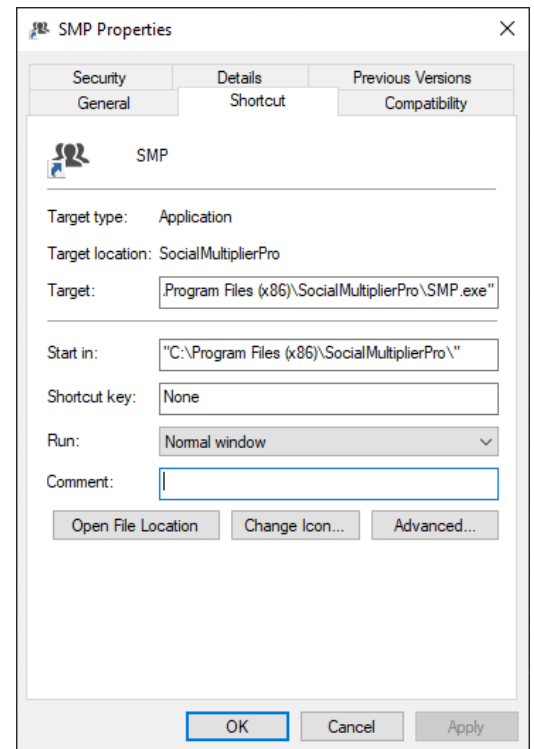 SMP Properties
Security Details Previous Versions
General Shortcut Compatibility
SMP
Target type: Application
Target location: SocialMultiplierPro
Target: Program Files (x86)\SocialMultiplierPro\SMP.exe"
Start in: "C:\Program Files (x86)\SocialMultiplierPro\"
Shortcut key: None
Run: Normal window
Comment:
Open File Location Change Icon... Advanced...
OK Cancel Apply